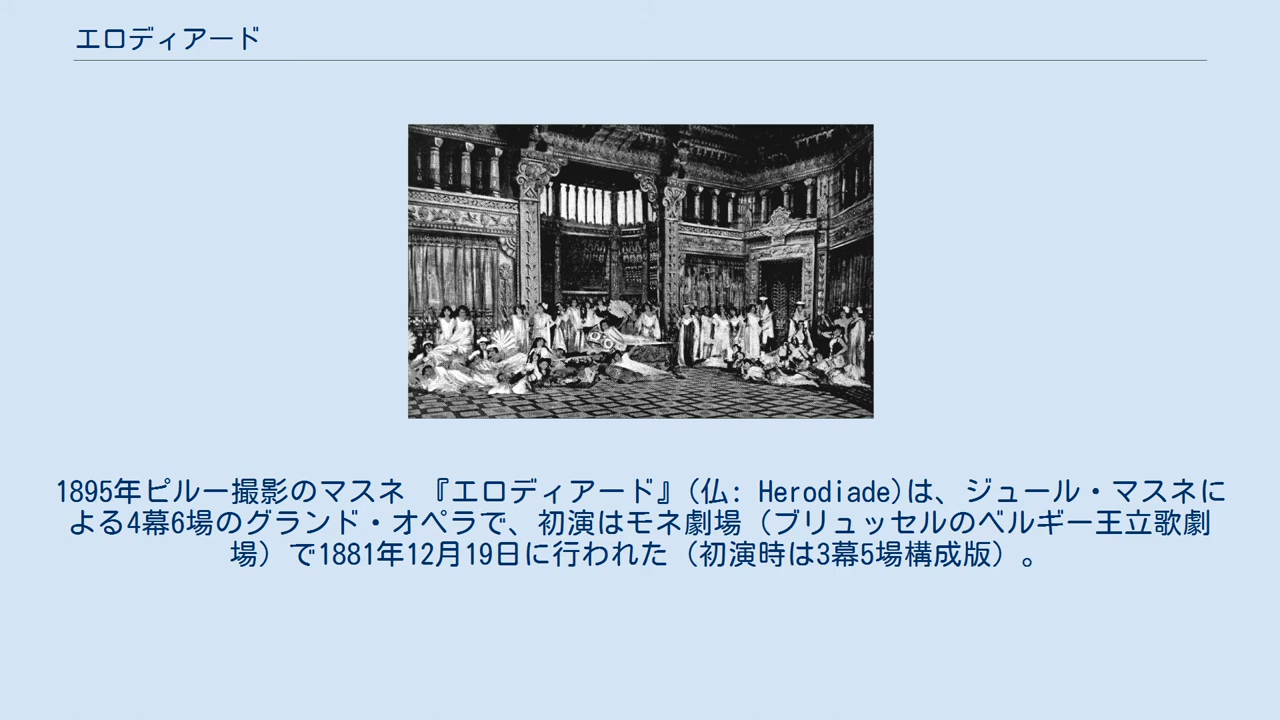 エロディアード
1895年ピルー撮影のマスネ 『エロディアード』(仏: Herodiade)は、ジュール・マスネに
よる4幕6場のグランド・オペラで、初演はモネ劇場（ブリュッセルのベルギー王立歌劇
場）で1881年12月19日に行われた（初演時は3幕5場構成版）。